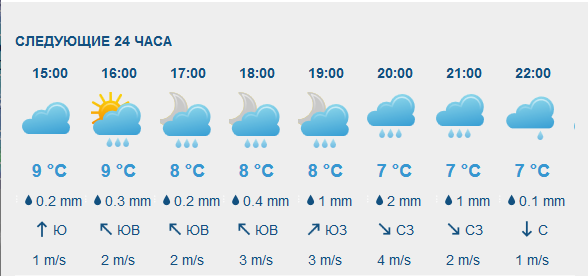 СЛЕДУЮЩИЕ 24 ЧАСА
15:00 16:00 17:00 18:00 19:00 20:00 21:00 22:00
9 °C 9 °C 8 °C 8 °C 8 °C 7 °C 7 °C 7 °C
0.2 mm 0.3 mm 0.2 mm 0.4 mm 1 mm 2 mm 1 mm 0.1 mm
↑ Ю ↖ ЮВ ↖ ЮВ ↖ ЮВ ↗ ЮЗ ↘ СЗ ↘ СЗ ↓ С
1 m/s 2 m/s 2 m/s 3 m/s 3 m/s 4 m/s 2 m/s 1 m/s